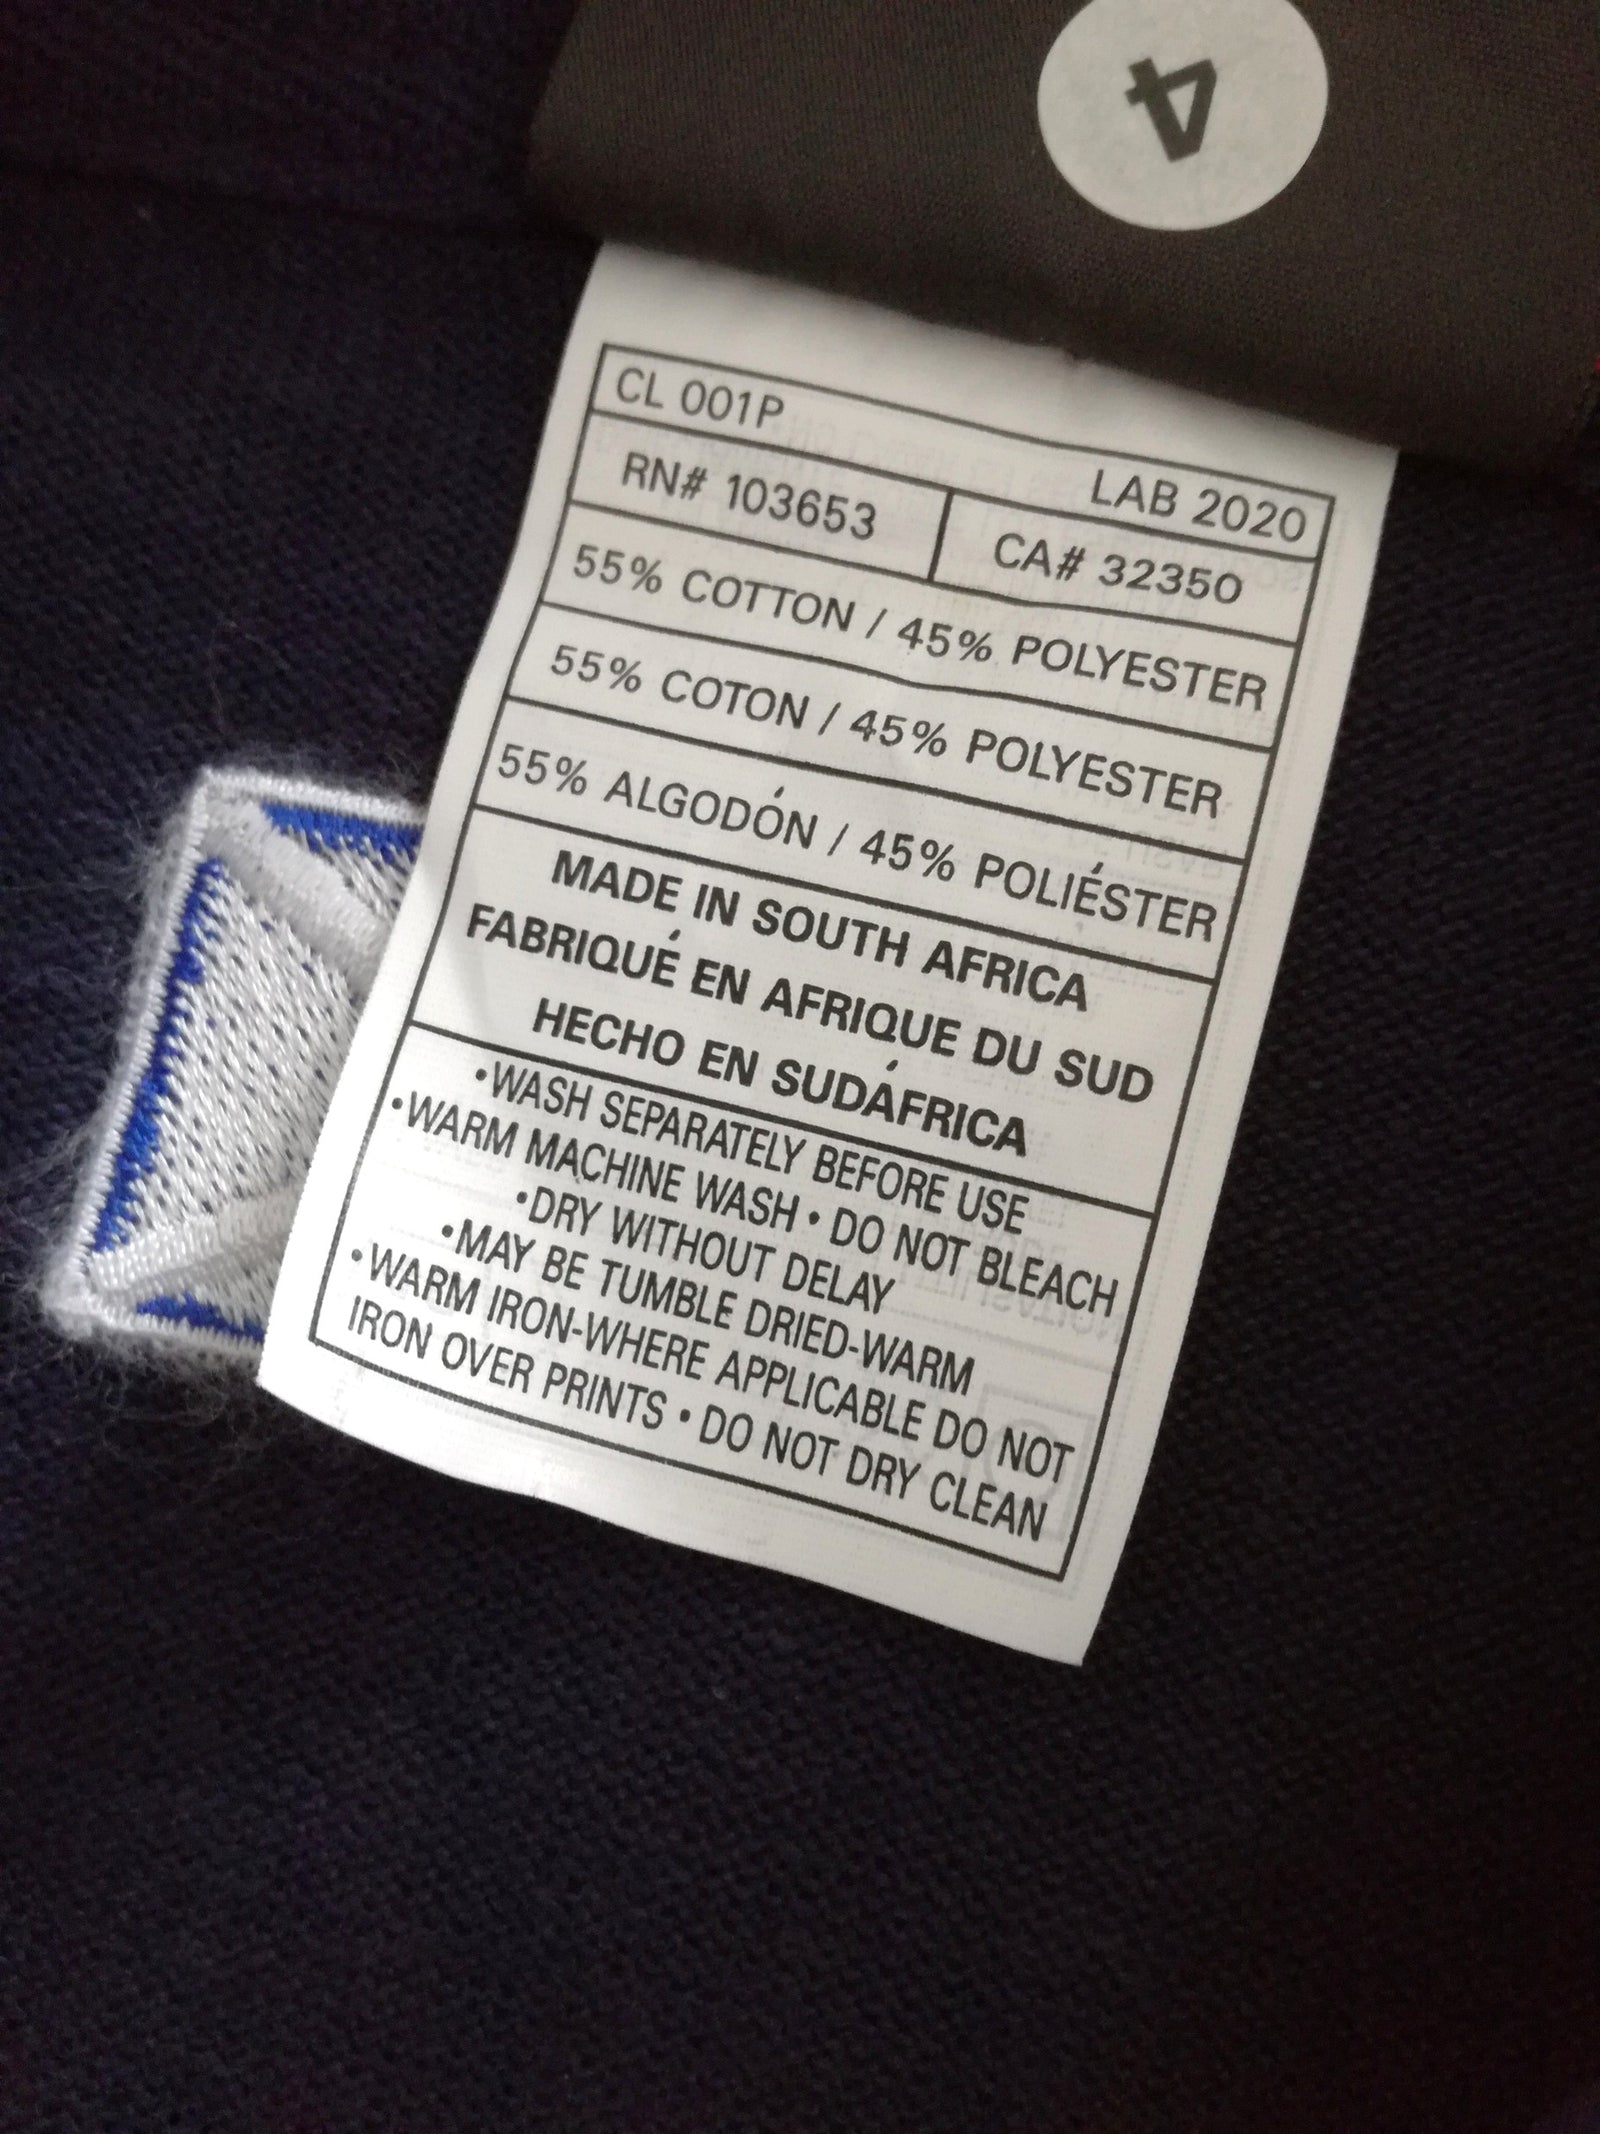 4
CL 001P LAB 2020
RN# 103653 CA# 32350
55% COTTON / 45% POLYESTER
55% COTON / 45% POLYESTER
55% ALGODÓN / 45% POLIÉSTER
MADE IN SOUTH AFRICA
FABRIQUÉ EN AFRIQUE DU SUD
HECHO EN SUDÁFRICA
•WASH SEPARATELY BEFORE USE
•WARM MACHINE WASH • DO NOT BLEACH
•DRY WITHOUT DELAY
•MAY BE TUMBLE DRIED-WARM
•WARM IRON-WHERE APPLICABLE DO NOT
IRON OVER PRINTS • DO NOT DRY CLEAN